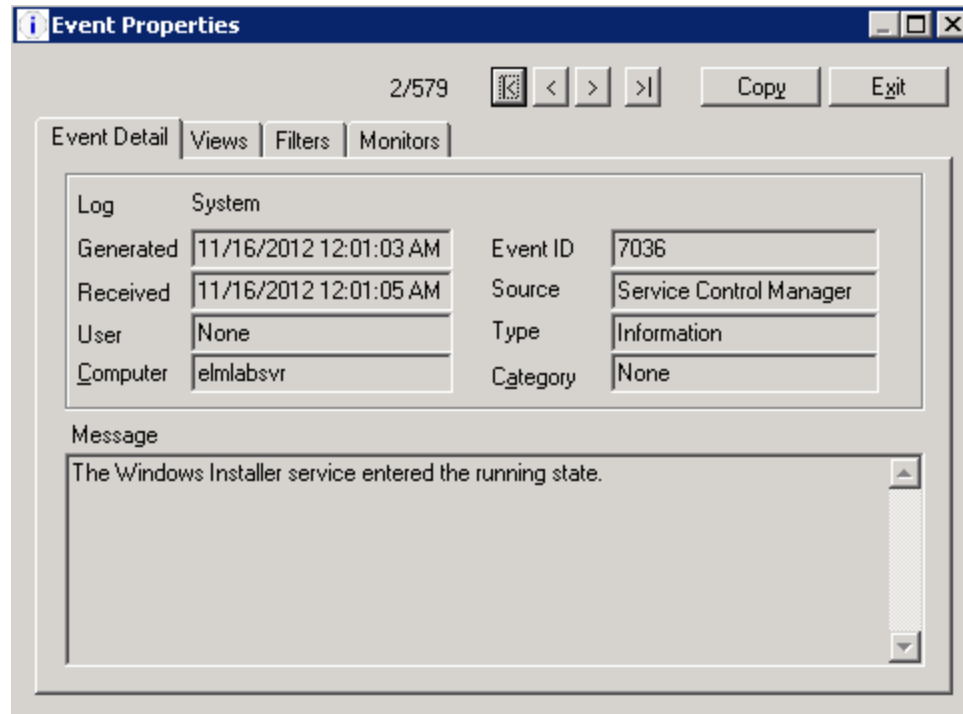 Event Properties
2/579 |< < > >| Copy Exit
Event Detail Views Filters Monitors
Log System
Generated 11/16/2012 12:01:03 AM Event ID 7036
Received 11/16/2012 12:01:05 AM Source Service Control Manager
User None Type Information
Computer elmlabsvr Category None
Message
The Windows Installer service entered the running state.